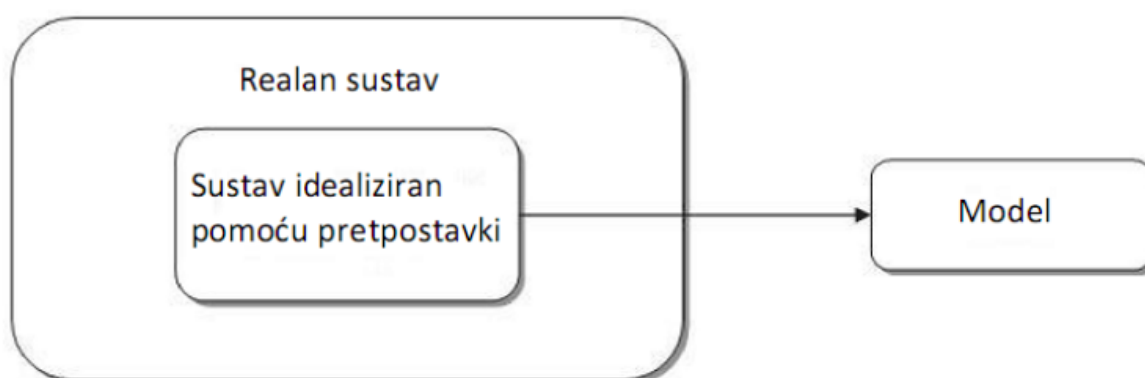 Realan sustav
Sustav idealiziran
pomoću pretpostavki
Model